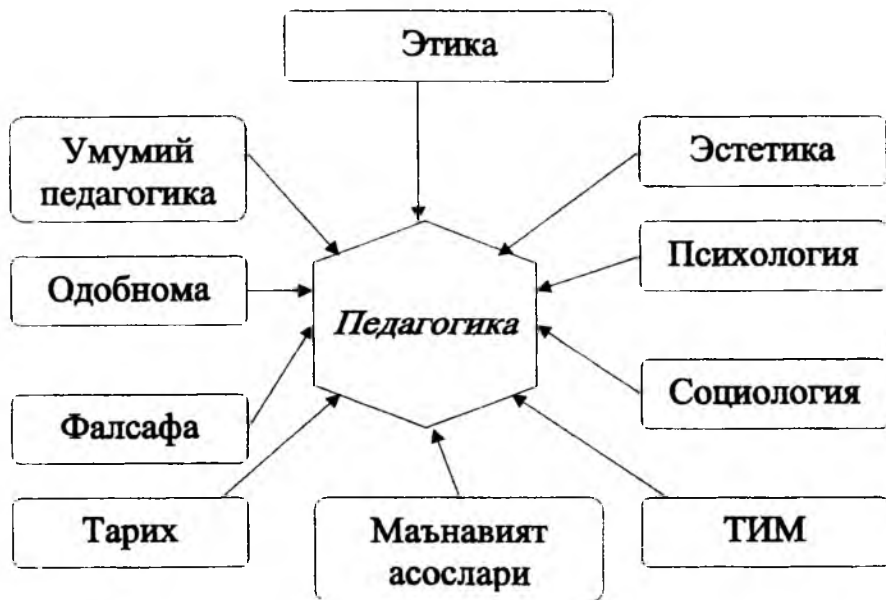 Этика
Умумий
педагогика
Эстетика
Одобнома
Психология
Педагогика
Социология
Фалсафа
Тарих
Маънавият
асослари
ТИМ